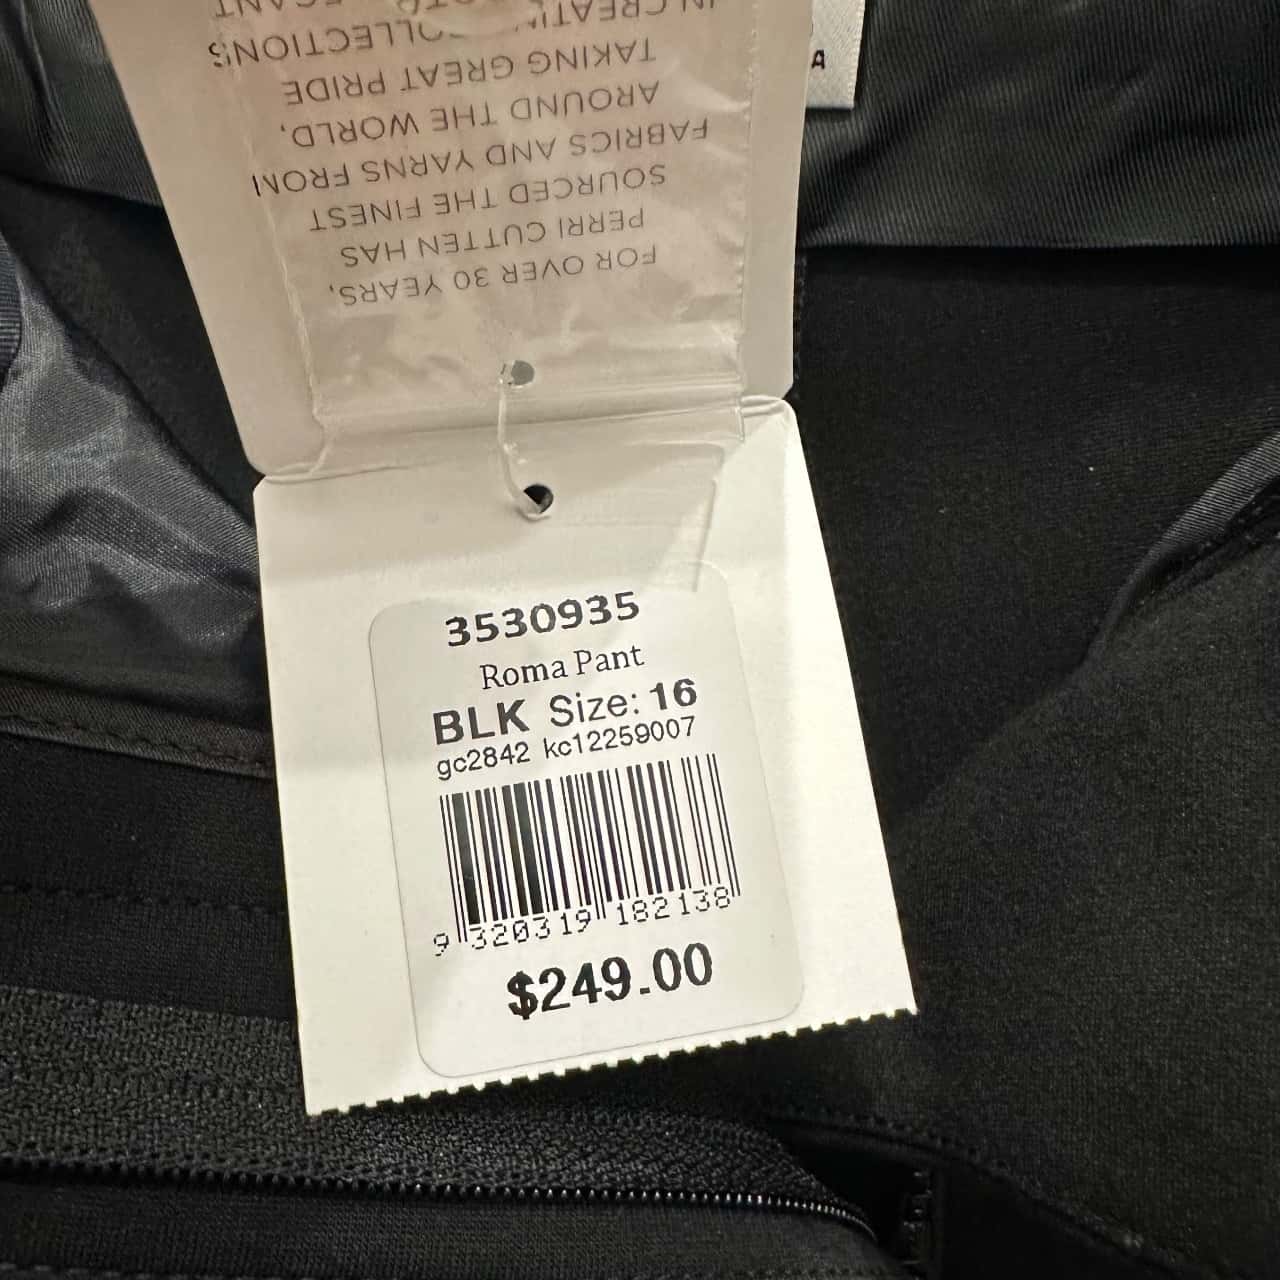 FOR OVER 30 YEARS,
PERRI CUTTEN HAS
SOURCED THE FINEST
FABRICS AND YARNS FROM
AROUND THE WORLD,
TAKING GREAT PRIDE
IN CREATING
COLLECTIONS
A
3530935
Roma Pant
BLK Size: 16
gc2842 kc12259007
9 320319 182138
$249.00